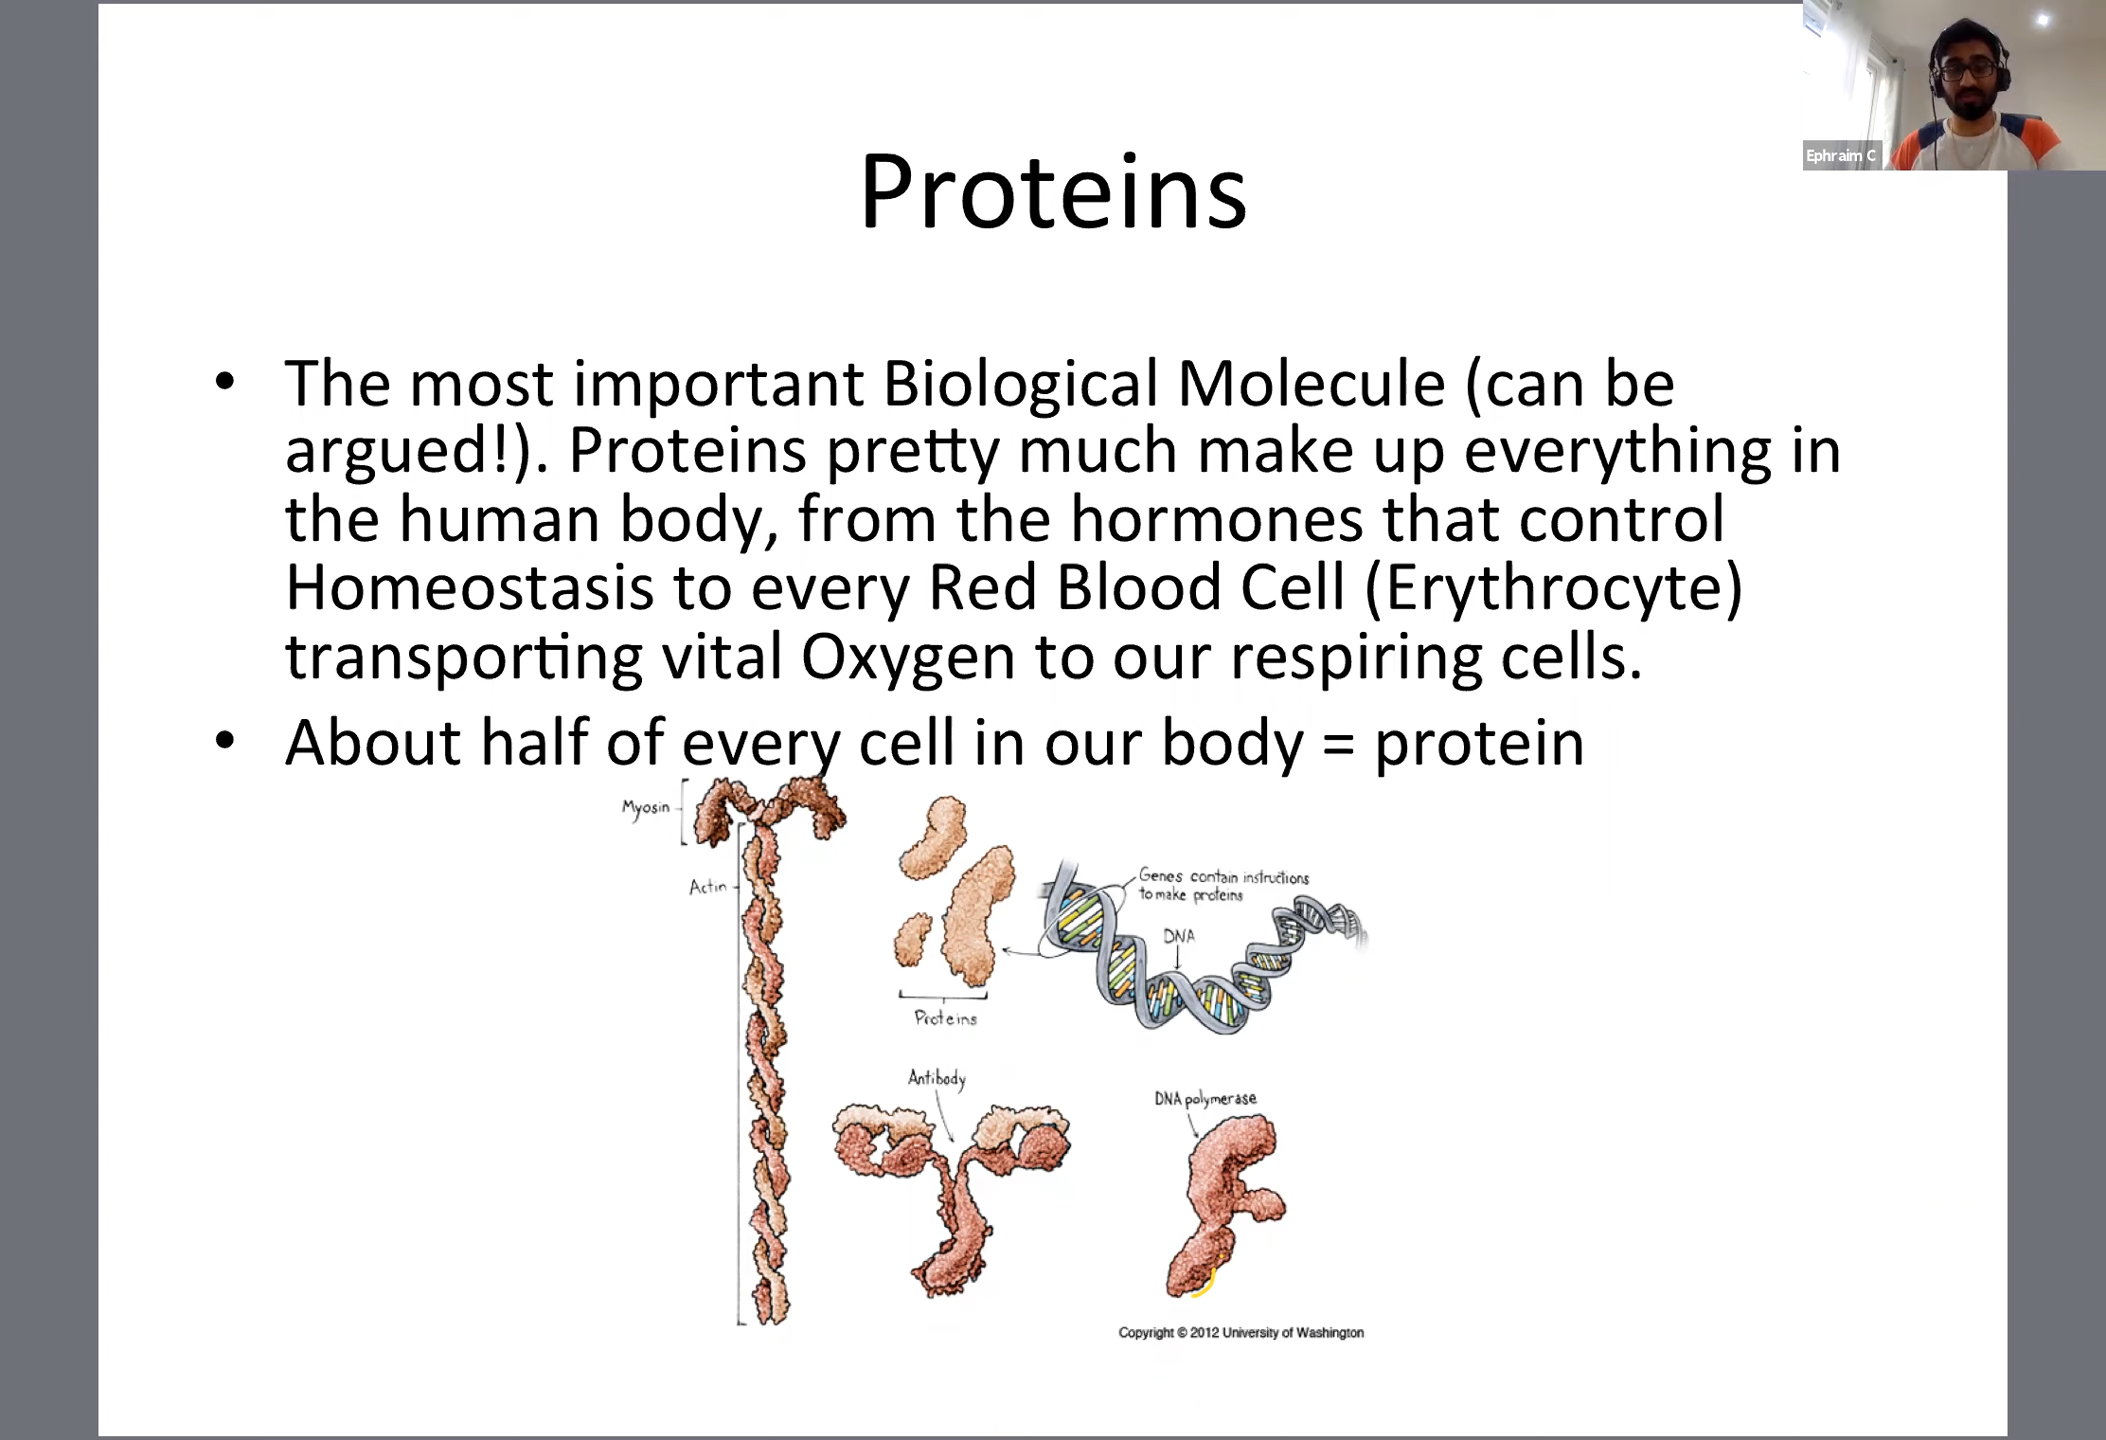 Ephraim C
Proteins
• The most important Biological Molecule (can be
argued!). Proteins pretty much make up everything in
the human body, from the hormones that control
Homeostasis to every Red Blood Cell (Erythrocyte)
transporting vital Oxygen to our respiring cells.
• About half of every cell in our body = protein
Myosin
Actin
Proteins
Genes contain instructions
to make proteins
DNA
Antibody
DNA polymerase
Copyright © 2012 University of Washington